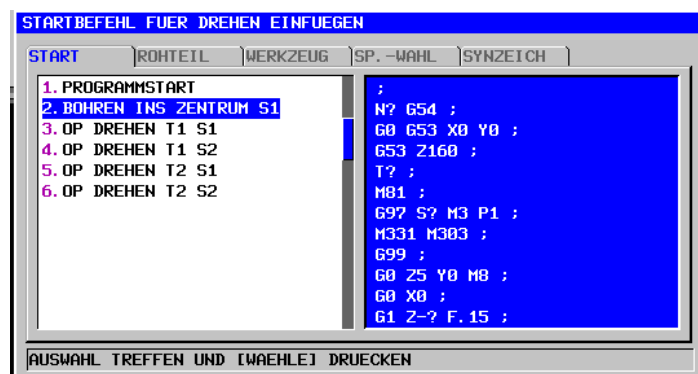 STARTBEFEHL FUER DREHEN EINFUEGEN
START ROHTEIL WERKZEUG SP.-WAHL SYNZEICH
1. PROGRAMMSTART
2. BOHREN INS ZENTRUM S1
3. OP DREHEN T1 S1
4. OP DREHEN T1 S2
5. OP DREHEN T2 S1
6. OP DREHEN T2 S2
;
N? G54 ;
G0 G53 X0 Y0 ;
G53 Z160 ;
T? ;
M81 ;
G97 S? M3 P1 ;
M331 M303 ;
G99 ;
G0 Z5 Y0 M8 ;
G0 X0 ;
G1 Z-? F.15 ;
AUSWAHL TREFFEN UND [WAEHLE] DRUECKEN